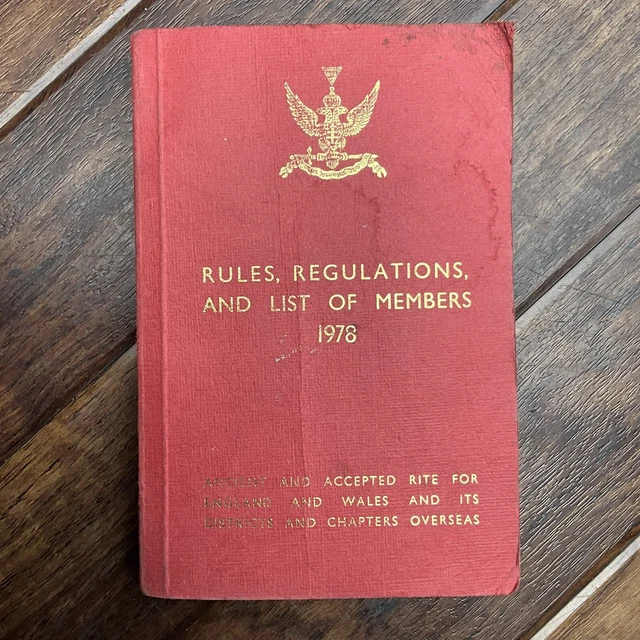 RULES, REGULATIONS,
AND LIST OF MEMBERS
1978
ANCIENT AND ACCEPTED RITE FOR
ENGLAND AND WALES AND ITS
DISTRICTS AND CHAPTERS OVERSEAS